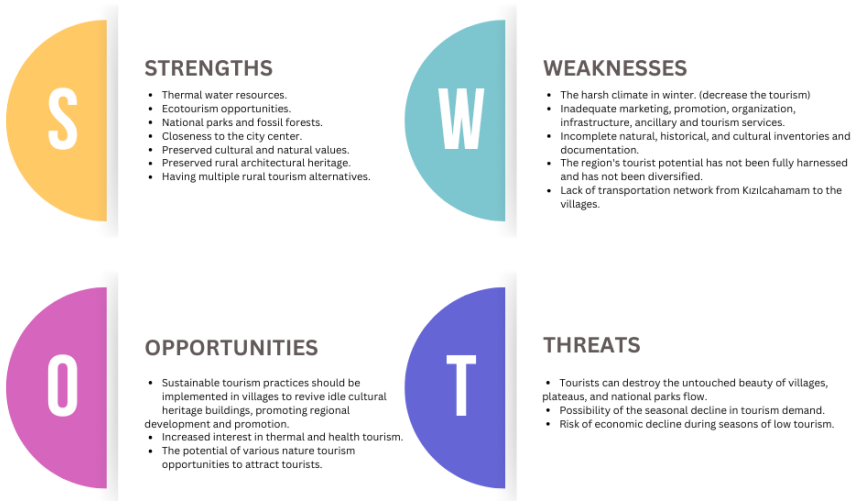 S
STRENGTHS
• Thermal water resources.
• Ecotourism opportunities.
• National parks and fossil forests.
• Closeness to the city center.
• Preserved cultural and natural values.
• Preserved rural architectural heritage.
• Having multiple rural tourism alternatives.
W
WEAKNESSES
• The harsh climate in winter. (decrease the tourism)
• Inadequate marketing, promotion, organization,
infrastructure, ancillary and tourism services.
• Incomplete natural, historical, and cultural inventories and
documentation.
• The region's tourist potential has not been fully harnessed
and has not been diversified.
• Lack of transportation network from Kızılcahamam to the
villages.
O
OPPORTUNITIES
• Sustainable tourism practices should be
implemented in villages to revive idle cultural
heritage buildings, promoting regional
development and promotion.
• Increased interest in thermal and health tourism.
• The potential of various nature tourism
opportunities to attract tourists.
T
THREATS
• Tourists can destroy the untouched beauty of villages,
plateaus, and national parks flow.
• Possibility of the seasonal decline in tourism demand.
• Risk of economic decline during seasons of low tourism.